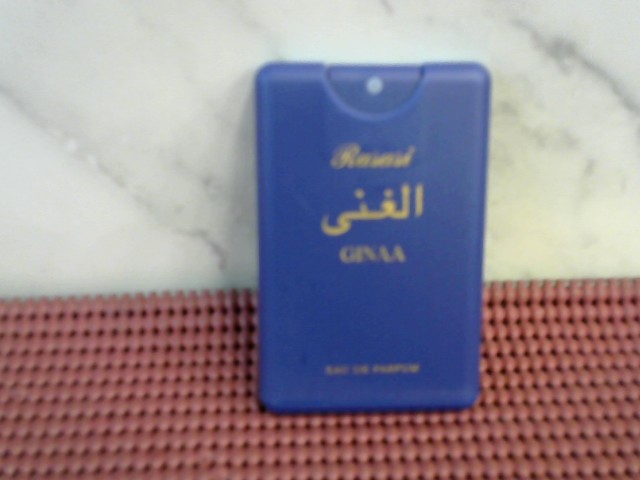 Rasasi
الغنى
GINAA
EAU DE PARFUM